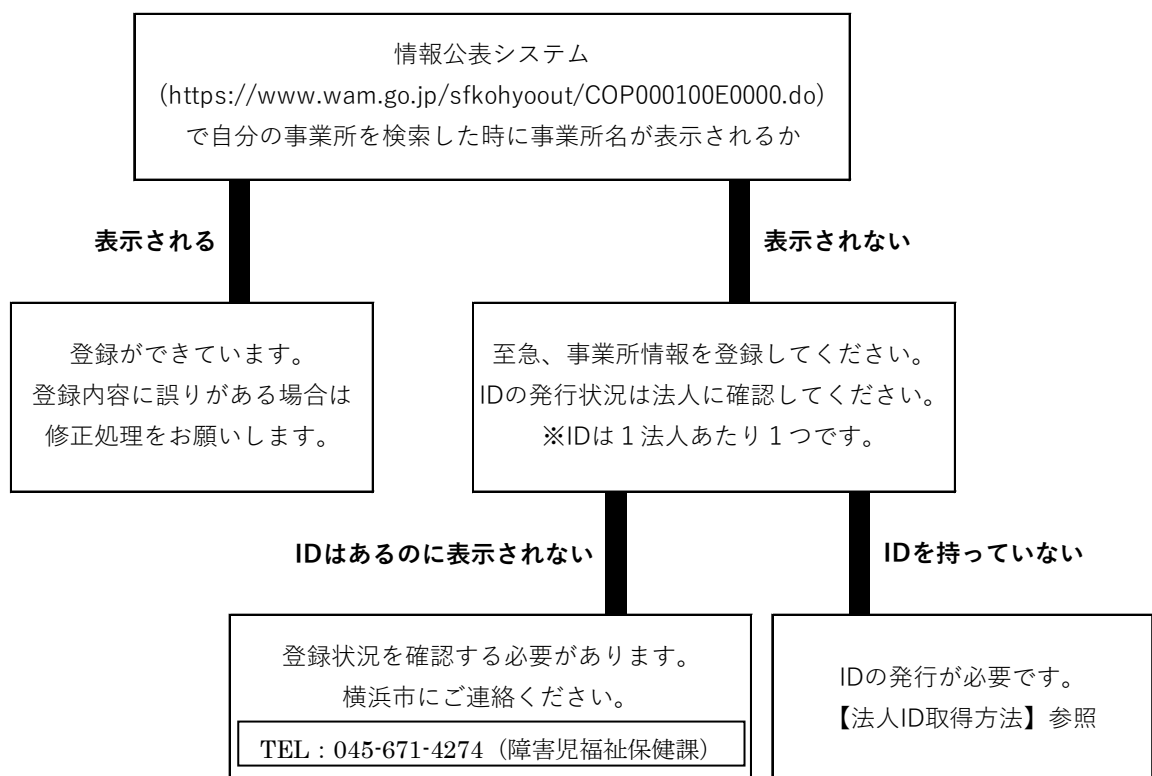 情報公表システム
(https://www.wam.go.jp/sfkohyoout/COP000100E0000.do)
で自分の事業所を検索した時に事業所名が表示されるか
表示される
表示されない
登録ができています。
登録内容に誤りがある場合は
修正処理をお願いします。
至急、事業所情報を登録してください。
IDの発行状況は法人に確認してください。
※IDは１法人あたり１つです。
IDはあるのに表示されない
IDを持っていない
登録状況を確認する必要があります。
横浜市にご連絡ください。
TEL：045-671-4274（障害児福祉保健課）
IDの発行が必要です。
【法人ID取得方法】参照